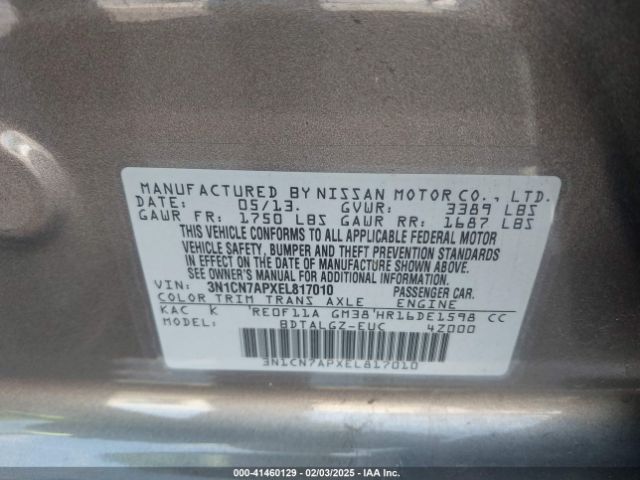 MANUFACTURED BY NISSAN MOTOR CO., LTD.
DATE: 05/13. GVWR: 3389 LBS
GAWR FR: 1750 LBS GAWR RR: 1687 LBS
THIS VEHICLE CONFORMS TO ALL APPLICABLE FEDERAL MOTOR
VEHICLE SAFETY, BUMPER AND THEFT PREVENTION STANDARDS
IN EFFECT ON THE DATE OF MANUFACTURE SHOWN ABOVE.
SEE OWNER'S MANUAL FOR ADDITIONAL INFORMATION.
VIN: 3N1CN7APXEL817010 PASSENGER CAR.
COLOR TRIM TRANS AXLE ENGINE
KAC K 'RE0F11A GM38'HR16DE1598 CC
BDTALGZ-EUC 4Z000
3N1CN7APXEL817010
000-41460129 - 02/03/2025 - IAA Inc.